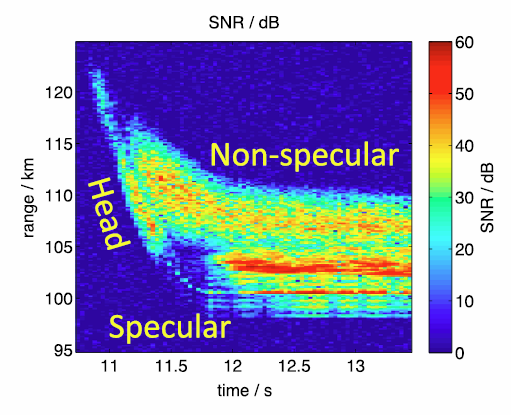 SNR / dB
120
115
110
105
100
95
range / km
Non-specular
Head
Specular
11
11.5
12
12.5
13
time / s
60
50
40
30
20
10
0
SNR / dB